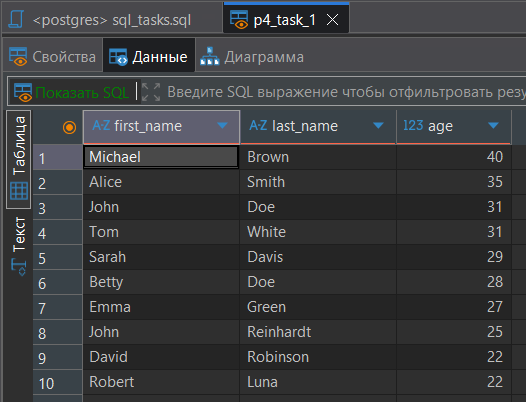 <postgres> sql_tasks.sql p4_task_1
Свойства Данные Диаграмма
Показать SQL Введите SQL выражение чтобы отфильтровать резу
Таблица
Текст
A-Z first_name A-Z last_name 123 age
1 Michael Brown 40
2 Alice Smith 35
3 John Doe 31
4 Tom White 31
5 Sarah Davis 29
6 Betty Doe 28
7 Emma Green 27
8 John Reinhardt 25
9 David Robinson 22
10 Robert Luna 22